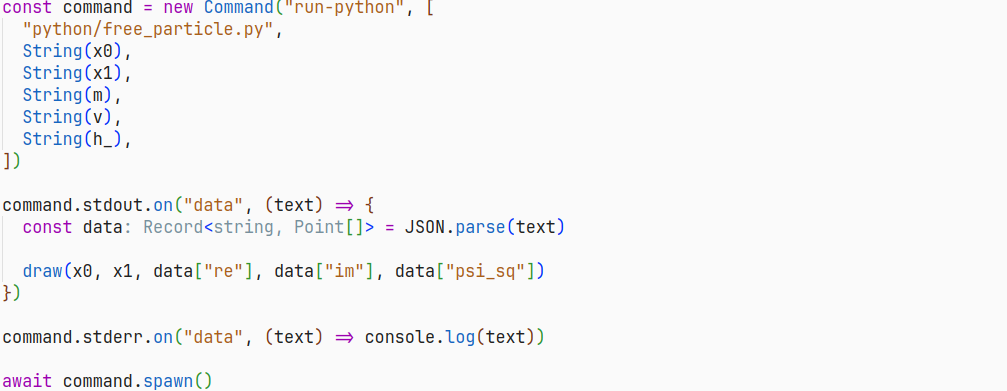 const command = new Command("run-python", [
  "python/free_particle.py",
  String(x0),
  String(x1),
  String(m),
  String(v),
  String(h_),
])
command.stdout.on("data", (text) => {
  const data: Record<string, Point[]> = JSON.parse(text)
  draw(x0, x1, data["re"], data["im"], data["psi_sq"])
})
command.stderr.on("data", (text) => console.log(text))
await command.spawn()